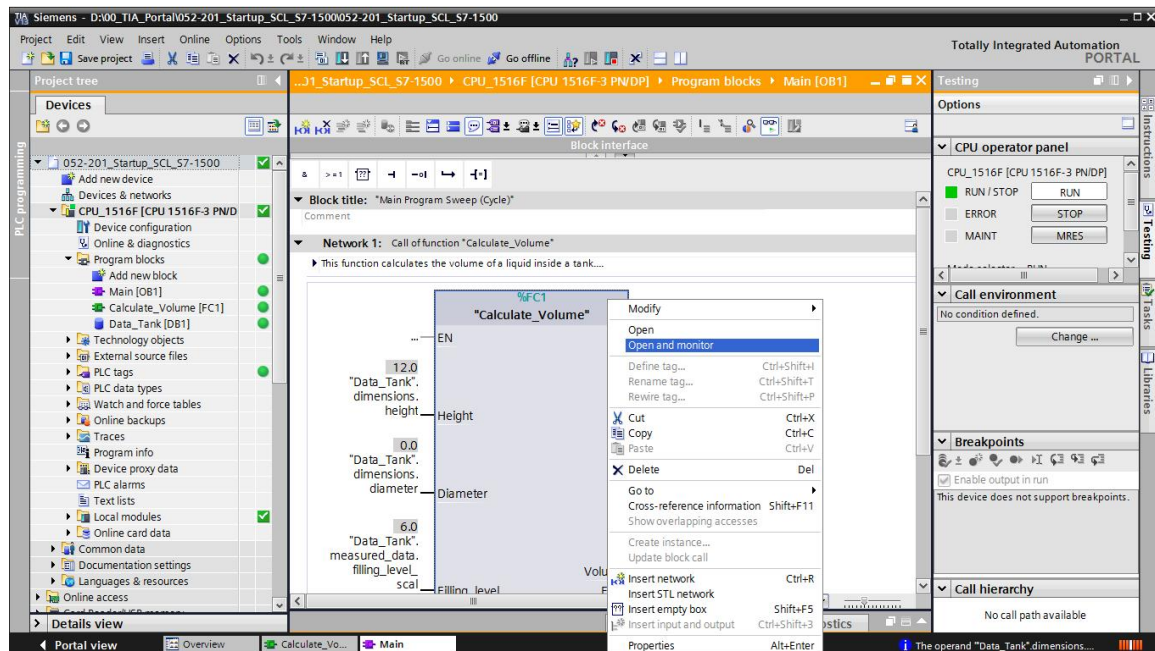 Siemens - D:\00_TIA_Portal\052-201_Startup_SCL_S7-1500\052-201_Startup_SCL_S7-1500
Project Edit View Insert Online Options Tools Window Help
Totally Integrated Automation
PORTAL
Save project
Go online
Go offline
Project tree
...01_Startup_SCL_S7-1500 CPU_1516F [CPU 1516F-3 PN/DP] Program blocks Main [OB1]
Testing
Devices
Options
PLC programming
Block interface
052-201_Startup_SCL_S7-1500
Add new device
Devices & networks
CPU_1516F [CPU 1516F-3 PN/D
Device configuration
Online & diagnostics
Program blocks
Add new block
Main [OB1]
Calculate_Volume [FC1]
Data_Tank [DB1]
Technology objects
External source files
PLC tags
PLC data types
Watch and force tables
Online backups
Traces
Program info
Device proxy data
PLC alarms
Text lists
Local modules
Online card data
Common data
Documentation settings
Languages & resources
Online access
Details view
& >=1 ??
Block title: "Main Program Sweep (Cycle)"
Comment
Network 1: Call of function "Calculate_Volume"
This function calculates the volume of a liquid inside a tank....
%FC1
"Calculate_Volume"
... EN
12.0
"Data_Tank".
dimensions.
height Height
0.0
"Data_Tank".
dimensions.
diameter Diameter
6.0
"Data_Tank".
measured_data.
filling_level_
scal Filling_level
Volu
Modify
Open
Open and monitor
Define tag... Ctrl+Shift+I
Rename tag... Ctrl+Shift+T
Rewire tag... Ctrl+Shift+P
Cut Ctrl+X
Copy Ctrl+C
Paste Ctrl+V
Delete Del
Go to
Cross-reference information Shift+F11
Show overlapping accesses
Create instance...
Update block call
Insert network Ctrl+R
Insert STL network
Insert empty box Shift+F5
Insert input and output Ctrl+Shift+3
Properties Alt+Enter
ostics
CPU operator panel
CPU_1516F [CPU 1516F-3 PN/DP]
RUN / STOP RUN
ERROR STOP
MAINT MRES
Call environment
No condition defined.
Change ...
Breakpoints
Enable output in run
This device does not support breakpoints.
Call hierarchy
No call path available
Instructions
Testing
Tasks
Libraries
Portal view
Overview
Calculate_Vo...
Main
The operand "Data_Tank".dimensions....